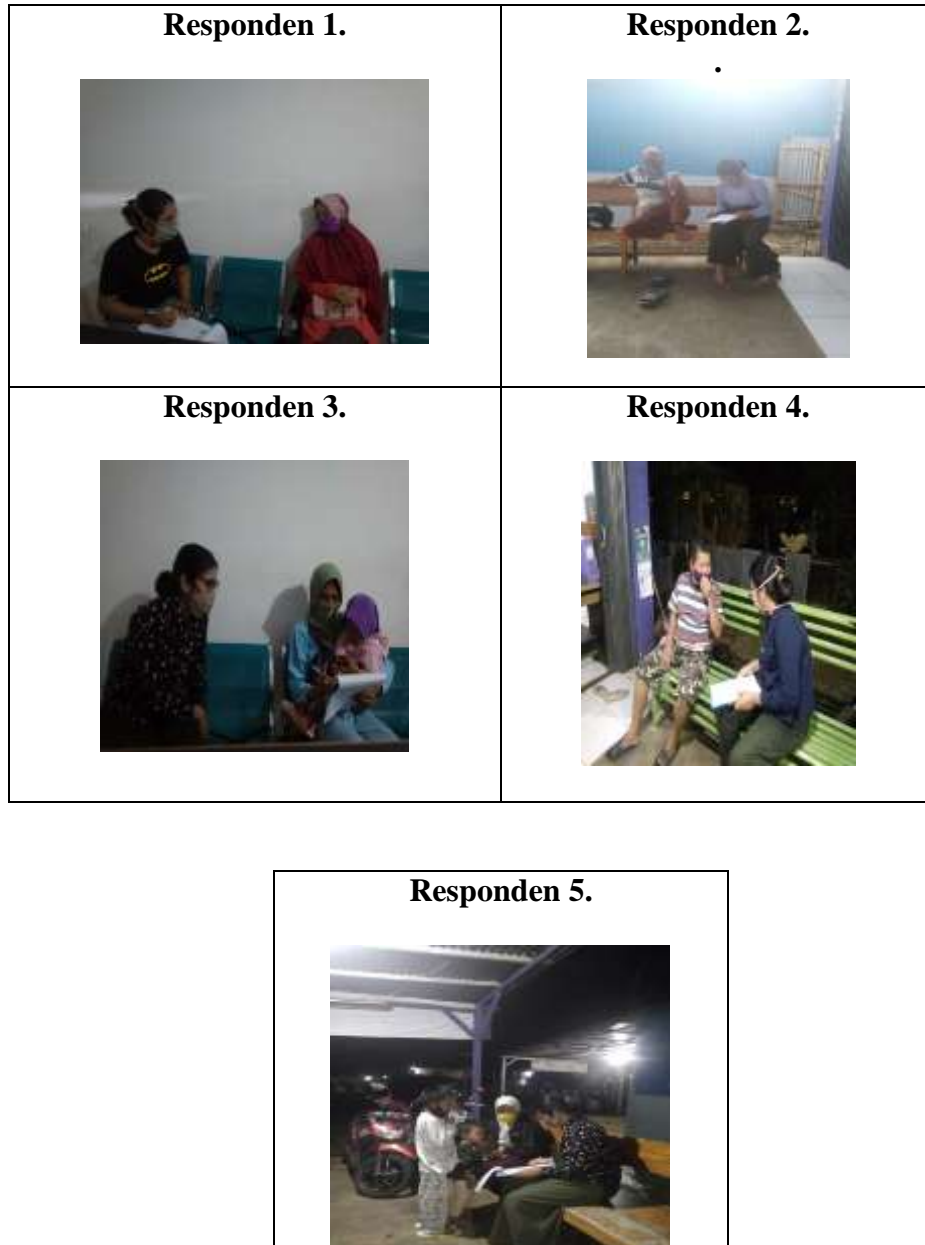 Responden 1.
Responden 2.
.
Responden 3.
Responden 4.
Responden 5.